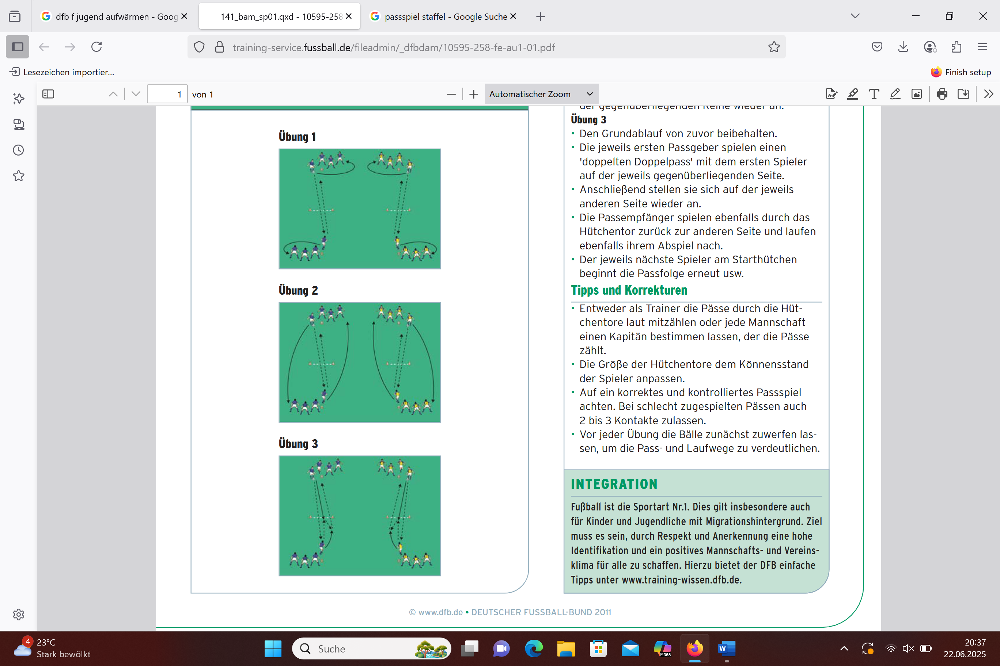 dfb f jugend aufwärmen - Goog
141_bam_sp01.qxd - 10595-258
passspiel staffel - Google Suche
training-service.fussball.de/fileadmin/_dfbdam/10595-258-fe-au1-01.pdf
Lesezeichen importier...
Finish setup
1 von 1
Automatischer Zoom
Übung 1
Übung 2
Übung 3
der gegenüberliegenden Reihe wieder an.
Übung 3
• Den Grundablauf von zuvor beibehalten.
• Die jeweils ersten Passgeber spielen einen
'doppelten Doppelpass' mit dem ersten Spieler
auf der jeweils gegenüberliegenden Seite.
• Anschließend stellen sie sich auf der jeweils
anderen Seite wieder an.
• Die Passempfänger spielen ebenfalls durch das
Hütchentor zurück zur anderen Seite und laufen
ebenfalls ihrem Abspiel nach.
• Der jeweils nächste Spieler am Starthütchen
beginnt die Passfolge erneut usw.
Tipps und Korrekturen
• Entweder als Trainer die Pässe durch die Hüt-
chentore laut mitzählen oder jede Mannschaft
einen Kapitän bestimmen lassen, der die Pässe
zählt.
• Die Größe der Hütchentore dem Könnensstand
der Spieler anpassen.
• Auf ein korrektes und kontrolliertes Passspiel
achten. Bei schlecht zugespielten Pässen auch
2 bis 3 Kontakte zulassen.
• Vor jeder Übung die Bälle zunächst zuwerfen las-
sen, um die Pass- und Laufwege zu verdeutlichen.
INTEGRATION
Fußball ist die Sportart Nr.1. Dies gilt insbesondere auch
für Kinder und Jugendliche mit Migrationshintergrund. Ziel
muss es sein, durch Respekt und Anerkennung eine hohe
Identifikation und ein positives Mannschafts- und Vereins-
klima für alle zu schaffen. Hierzu bietet der DFB einfache
Tipps unter www.training-wissen.dfb.de.
© www.dfb.de • DEUTSCHER FUSSBALL-BUND 2011
4
23°C
Stark bewölkt
Suche
M365
W
20:37
22.06.2025